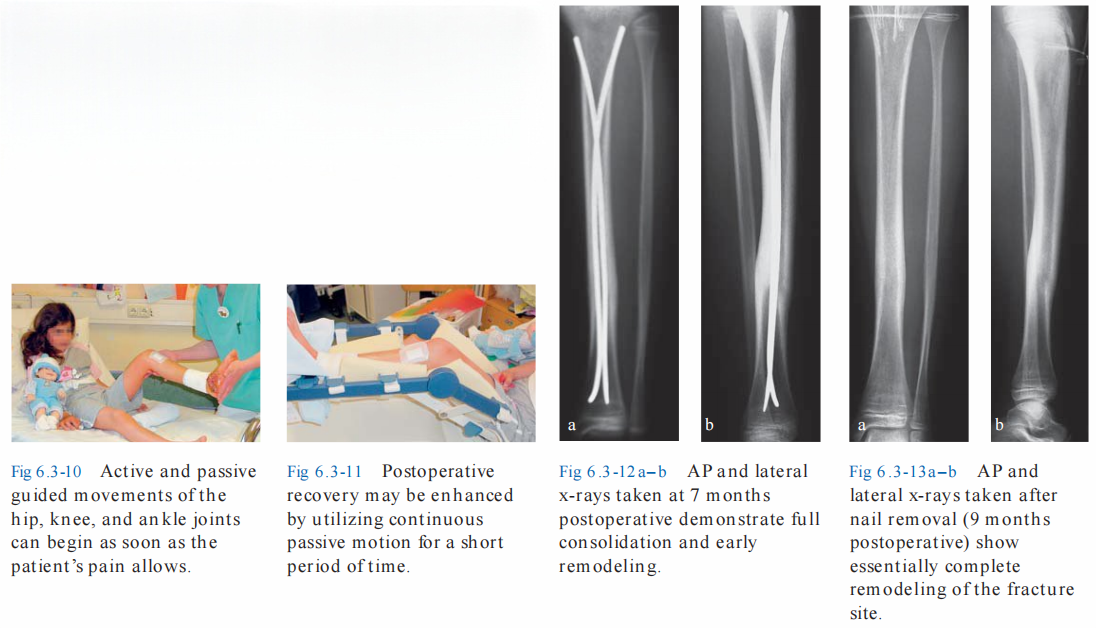 a
b
a
b
Fig 6.3-10 Active and passive
guided movements of the
hip, knee, and ankle joints
can begin as soon as the
patient’s pain allows.
Fig 6.3-11 Postoperative
recovery may be enhanced
by utilizing continuous
passive motion for a short
period of time.
Fig 6.3-12a–b AP and lateral
x-rays taken at 7 months
postoperative demonstrate full
consolidation and early
remodeling.
Fig 6.3-13a–b AP and
lateral x-rays taken after
nail removal (9 months
postoperative) show
essentially complete
remodeling of the fracture
site.